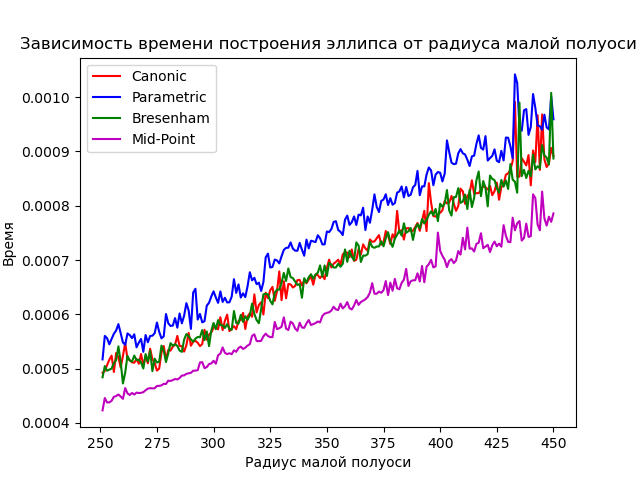 Зависимость времени построения эллипса от радиуса малой полуоси
Canonic
Parametric
Bresenham
Mid-Point
0.0010
0.0009
0.0008
0.0007
0.0006
0.0005
0.0004
Время
250 275 300 325 350 375 400 425 450
Радиус малой полуоси